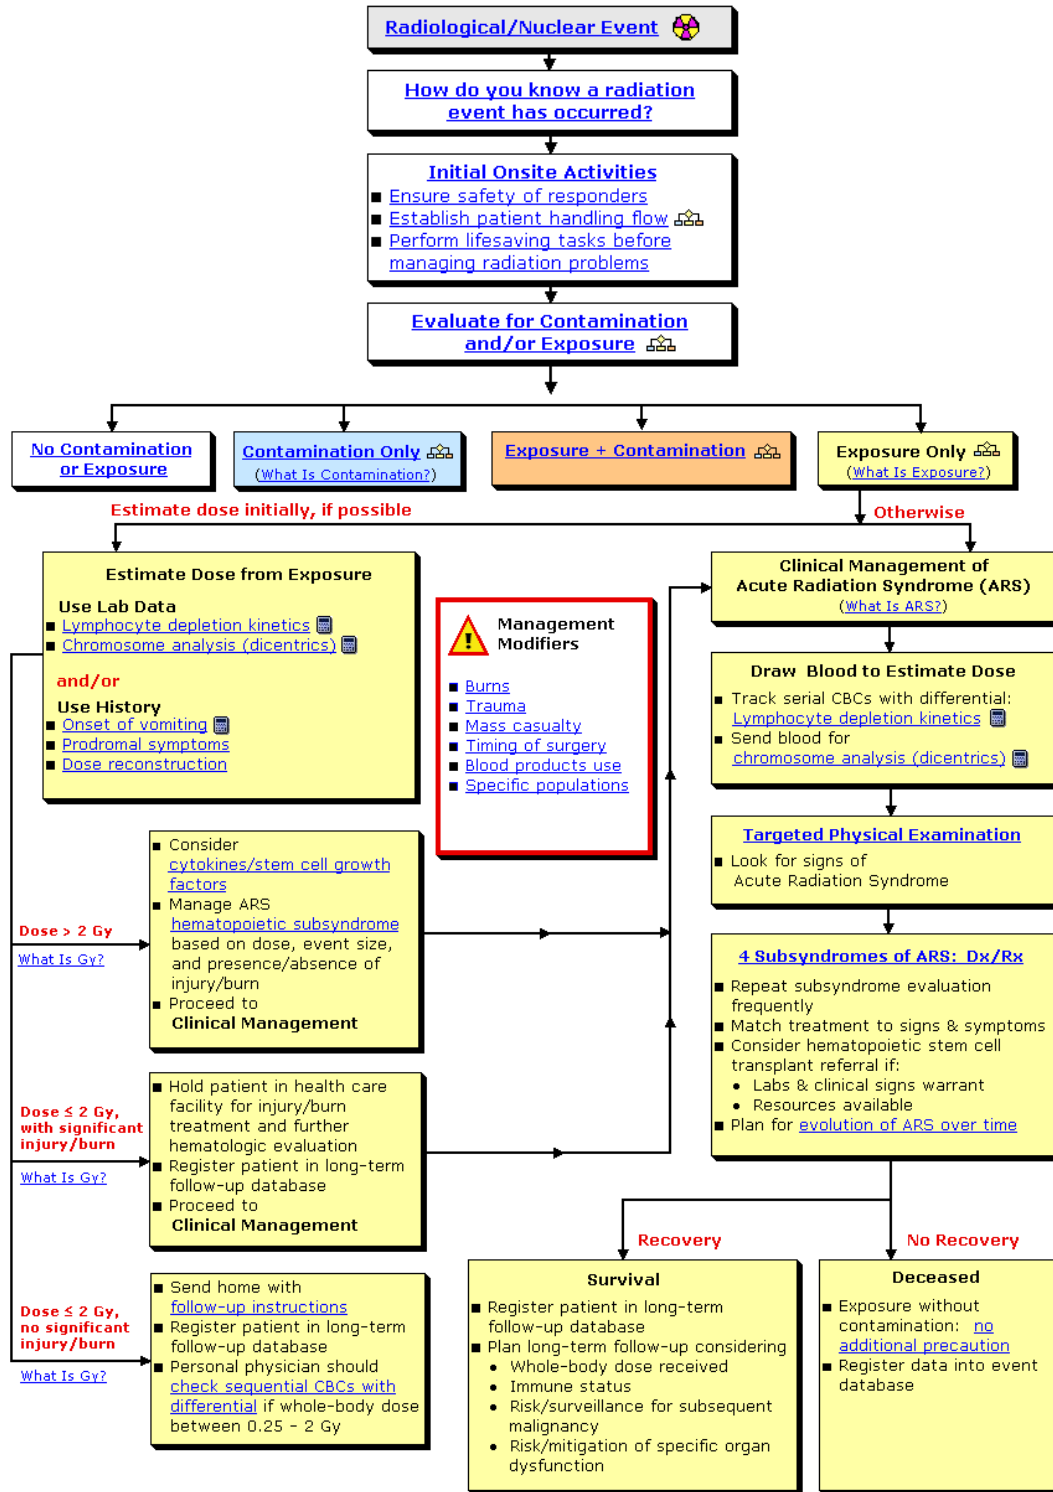 Radiological/Nuclear Event
How do you know a radiation
event has occurred?
Initial Onsite Activities
■ Ensure safety of responders
■ Establish patient handling flow
■ Perform lifesaving tasks before
managing radiation problems
Evaluate for Contamination
and/or Exposure
No Contamination
or Exposure
Contamination Only
(What Is Contamination?)
Exposure + Contamination
Exposure Only
(What Is Exposure?)
Estimate dose initially, if possible
Otherwise
Estimate Dose from Exposure
Use Lab Data
■ Lymphocyte depletion kinetics
■ Chromosome analysis (dicentrics)
and/or
Use History
■ Onset of vomiting
■ Prodromal symptoms
■ Dose reconstruction
! Management
Modifiers
■ Burns
■ Trauma
■ Mass casualty
■ Timing of surgery
■ Blood products use
■ Specific populations
Clinical Management of
Acute Radiation Syndrome (ARS)
(What Is ARS?)
Draw Blood to Estimate Dose
■ Track serial CBCs with differential:
Lymphocyte depletion kinetics
■ Send blood for
chromosome analysis (dicentrics)
Targeted Physical Examination
■ Look for signs of
Acute Radiation Syndrome
4 Subsyndromes of ARS: Dx/Rx
■ Repeat subsyndrome evaluation
frequently
■ Match treatment to signs & symptoms
■ Consider hematopoietic stem cell
transplant referral if:
• Labs & clinical signs warrant
• Resources available
■ Plan for evolution of ARS over time
Dose > 2 Gy
What Is Gy?
■ Consider
cytokines/stem cell growth
factors
■ Manage ARS
hematopoietic subsyndrome
based on dose, event size,
and presence/absence of
injury/burn
■ Proceed to
Clinical Management
Dose ≤ 2 Gy,
with significant
injury/burn
What Is Gy?
■ Hold patient in health care
facility for injury/burn
treatment and further
hematologic evaluation
■ Register patient in long-term
follow-up database
■ Proceed to
Clinical Management
Dose ≤ 2 Gy,
no significant
injury/burn
What Is Gy?
■ Send home with
follow-up instructions
■ Register patient in long-term
follow-up database
■ Personal physician should
check sequential CBCs with
differential if whole-body dose
between 0.25 - 2 Gy
Recovery
No Recovery
Survival
■ Register patient in long-term
follow-up database
■ Plan long-term follow-up considering
• Whole-body dose received
• Immune status
• Risk/surveillance for subsequent
malignancy
• Risk/mitigation of specific organ
dysfunction
Deceased
■ Exposure without
contamination: no
additional precaution
■ Register data into event
database